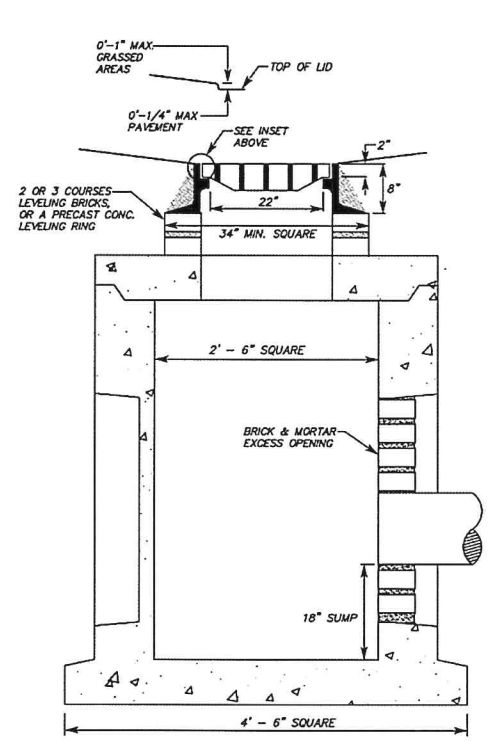 0'-1" MAX.
GRASSED
AREAS
TOP OF LID
0'-1/4" MAX
PAVEMENT
SEE INSET
ABOVE
2"
8"
2 OR 3 COURSES
LEVELING BRICKS,
OR A PRECAST CONC.
LEVELING RING
22"
34" MIN. SQUARE
2' - 6" SQUARE
BRICK & MORTAR
EXCESS OPENING
18" SUMP
4' - 6" SQUARE